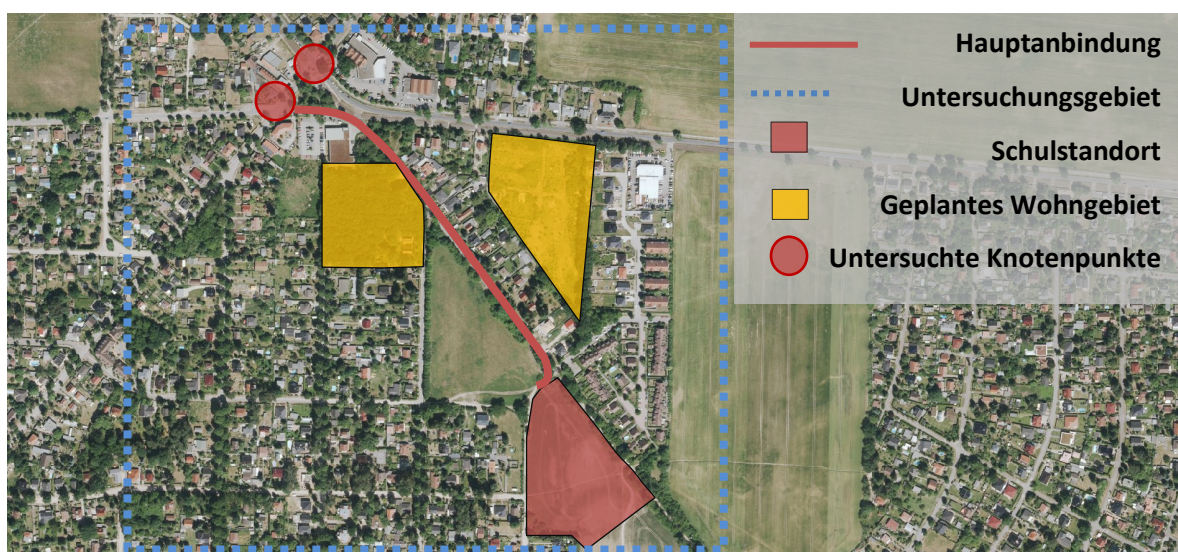 Hauptanbindung
Untersuchungsgebiet
Schulstandort
Geplantes Wohngebiet
Untersuchte Knotenpunkte